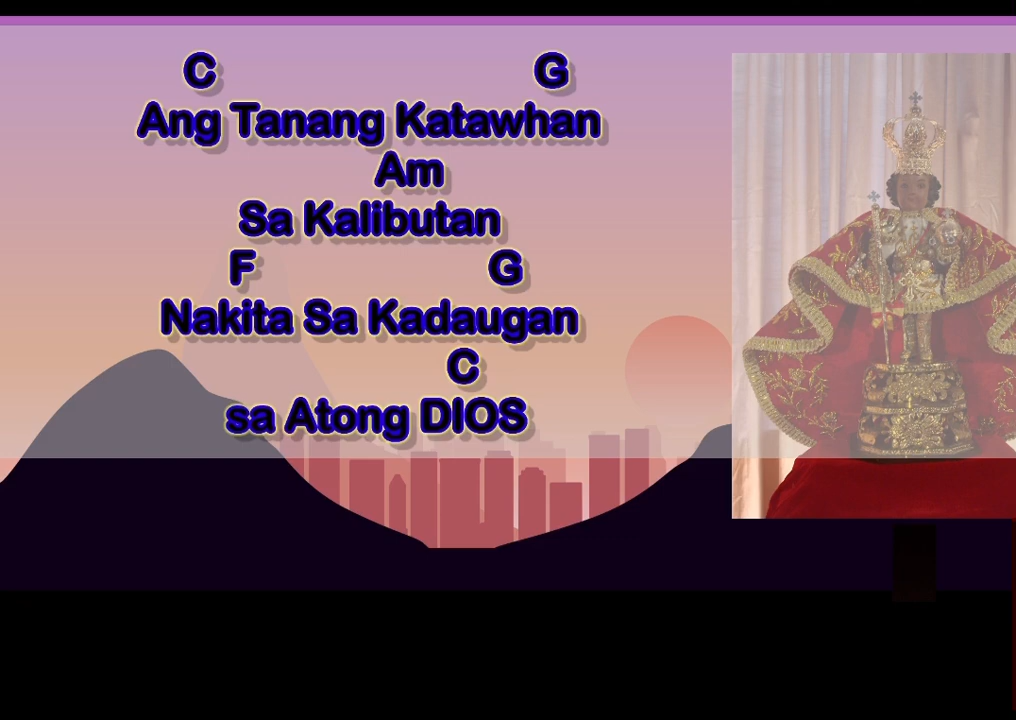 C G
Ang Tanang Katawhan
Am
Sa Kalibutan
F G
Nakita Sa Kadaugan
C
sa Atong DIOS